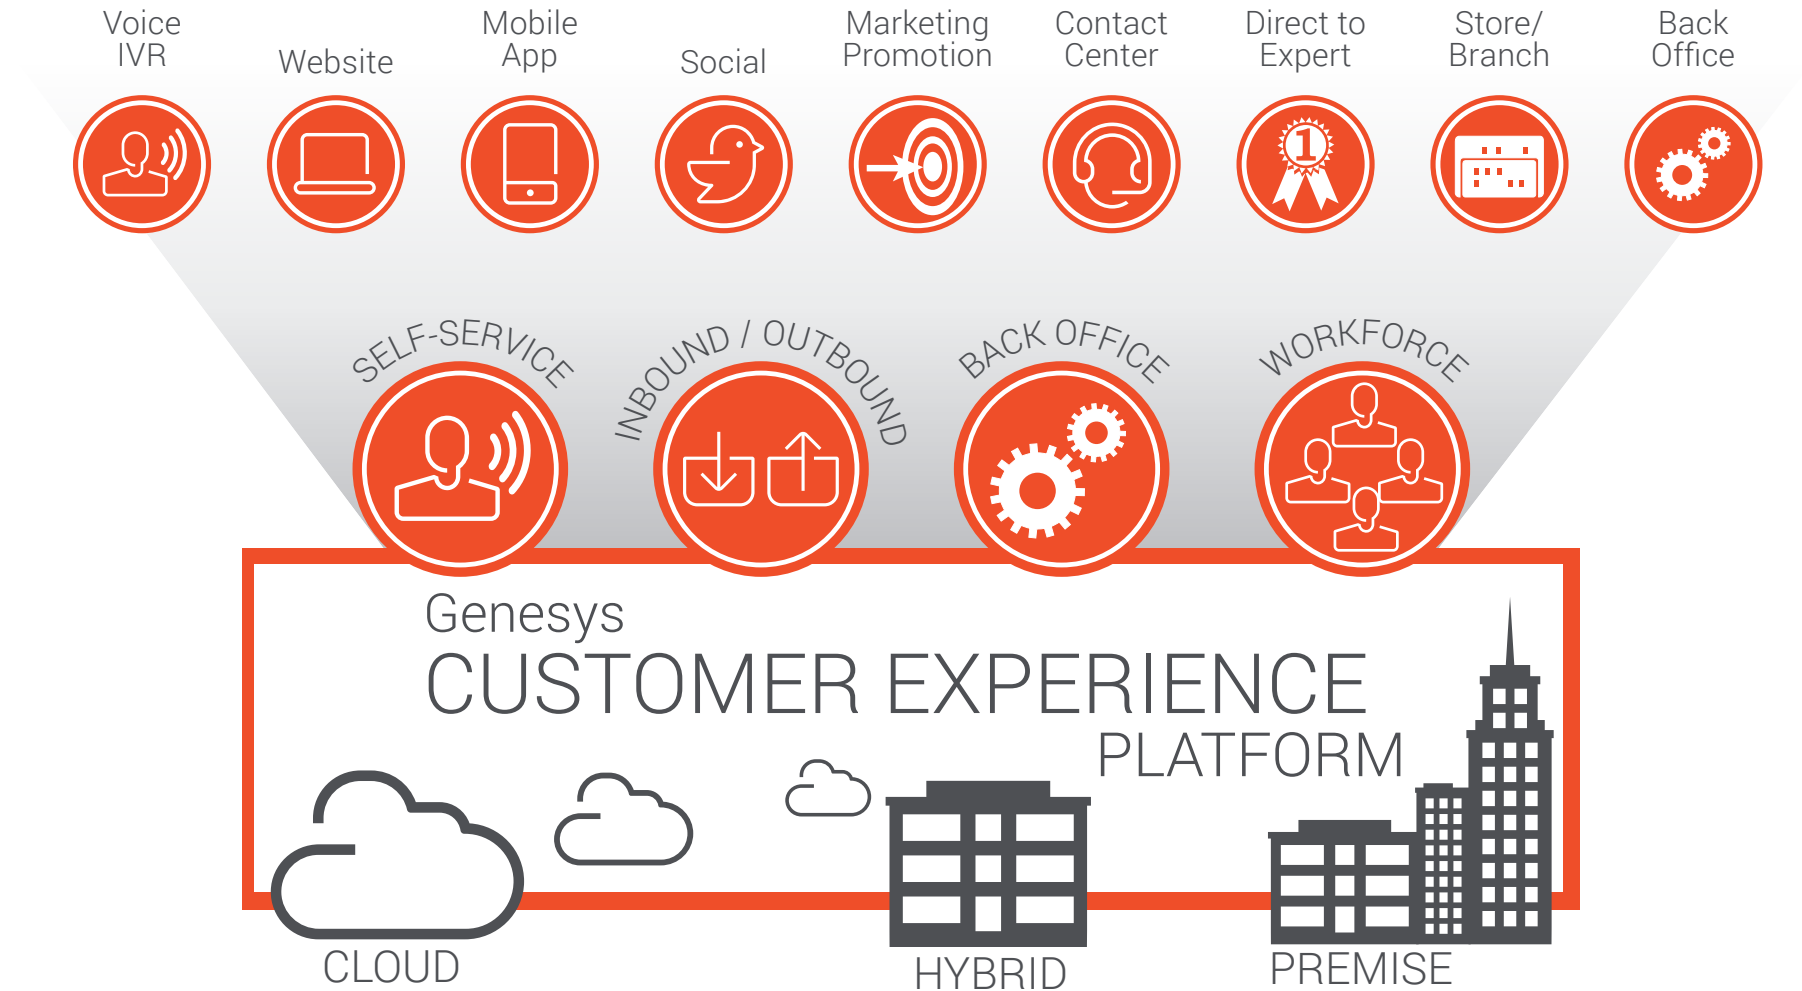 Voice
IVR
Website
Mobile
App
Social
Marketing
Promotion
Contact
Center
Direct to
Expert
Store/
Branch
Back
Office
1
SELF-SERVICE
INBOUND / OUTBOUND
BACK OFFICE
WORKFORCE
Genesys
CUSTOMER EXPERIENCE
PLATFORM
CLOUD
HYBRID
PREMISE